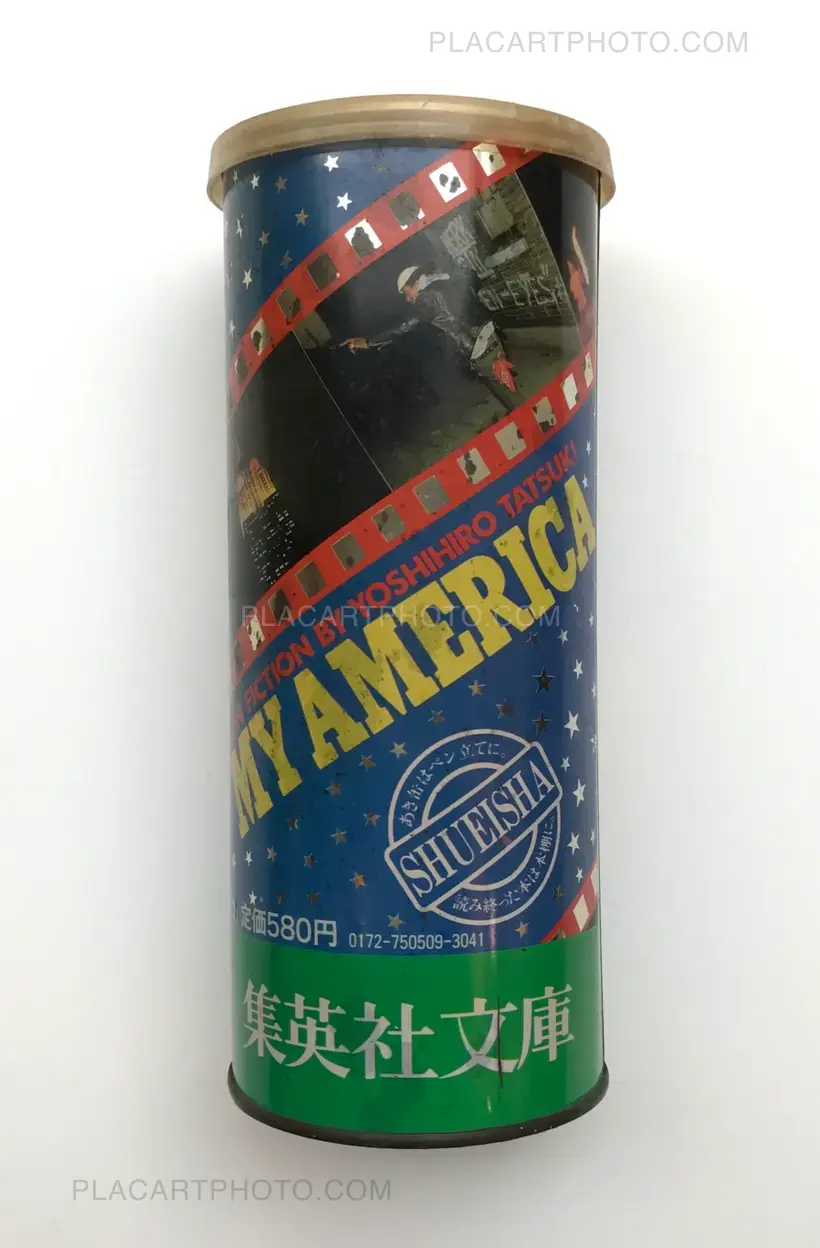 PLACARTPHOTO.COM
FICTION BY YOSHIHIRO TATSUKI
MY AMERICA
PLACARTPHOTO.COM
あき缶はペン立てに。
SHUEISHA
読み終った本は本棚に。
定価580円 0172-750509-3041
集英社文庫
PLACARTPHOTO.COM